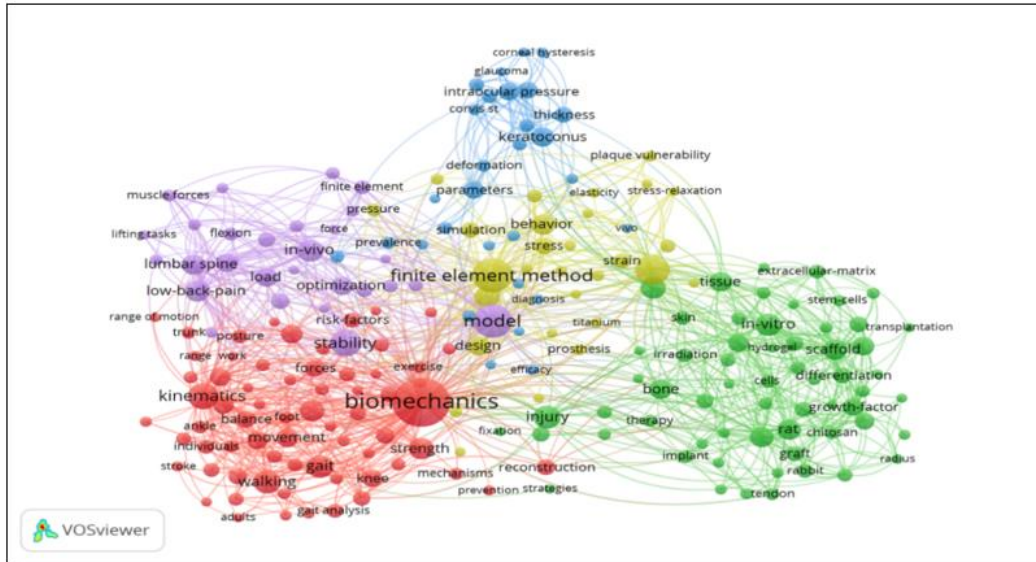 corneal hysteresis
glaucoma
intraocular pressure
corvis st
thickness
keratoconus
plaque vulnerability
deformation
finite element
parameters
elasticity
stress-relaxation
muscle forces
pressure
behavior
force
simulation
vivo
lifting tasks
flexion
prevalence
stress
in-vivo
strain
lumbar spine
load
finite element method
tissue
extracellular-matrix
low-back-pain
optimization
diagnosis
stem-cells
range of motion
risk-factors
model
titanium
skin
in-vitro
transplantation
trunk
posture
stability
design
prosthesis
hydrogel
scaffold
range
work
forces
exercise
efficacy
irradiation
cells
differentiation
kinematics
biomechanics
bone
growth-factor
ankle
balance
foot
injury
therapy
rat
chitosan
individuals
movement
strength
fixation
stroke
gait
knee
mechanisms
reconstruction
implant
graft
rabbit
radius
walking
prevention
strategies
tendon
adults
gait analysis
VOSviewer